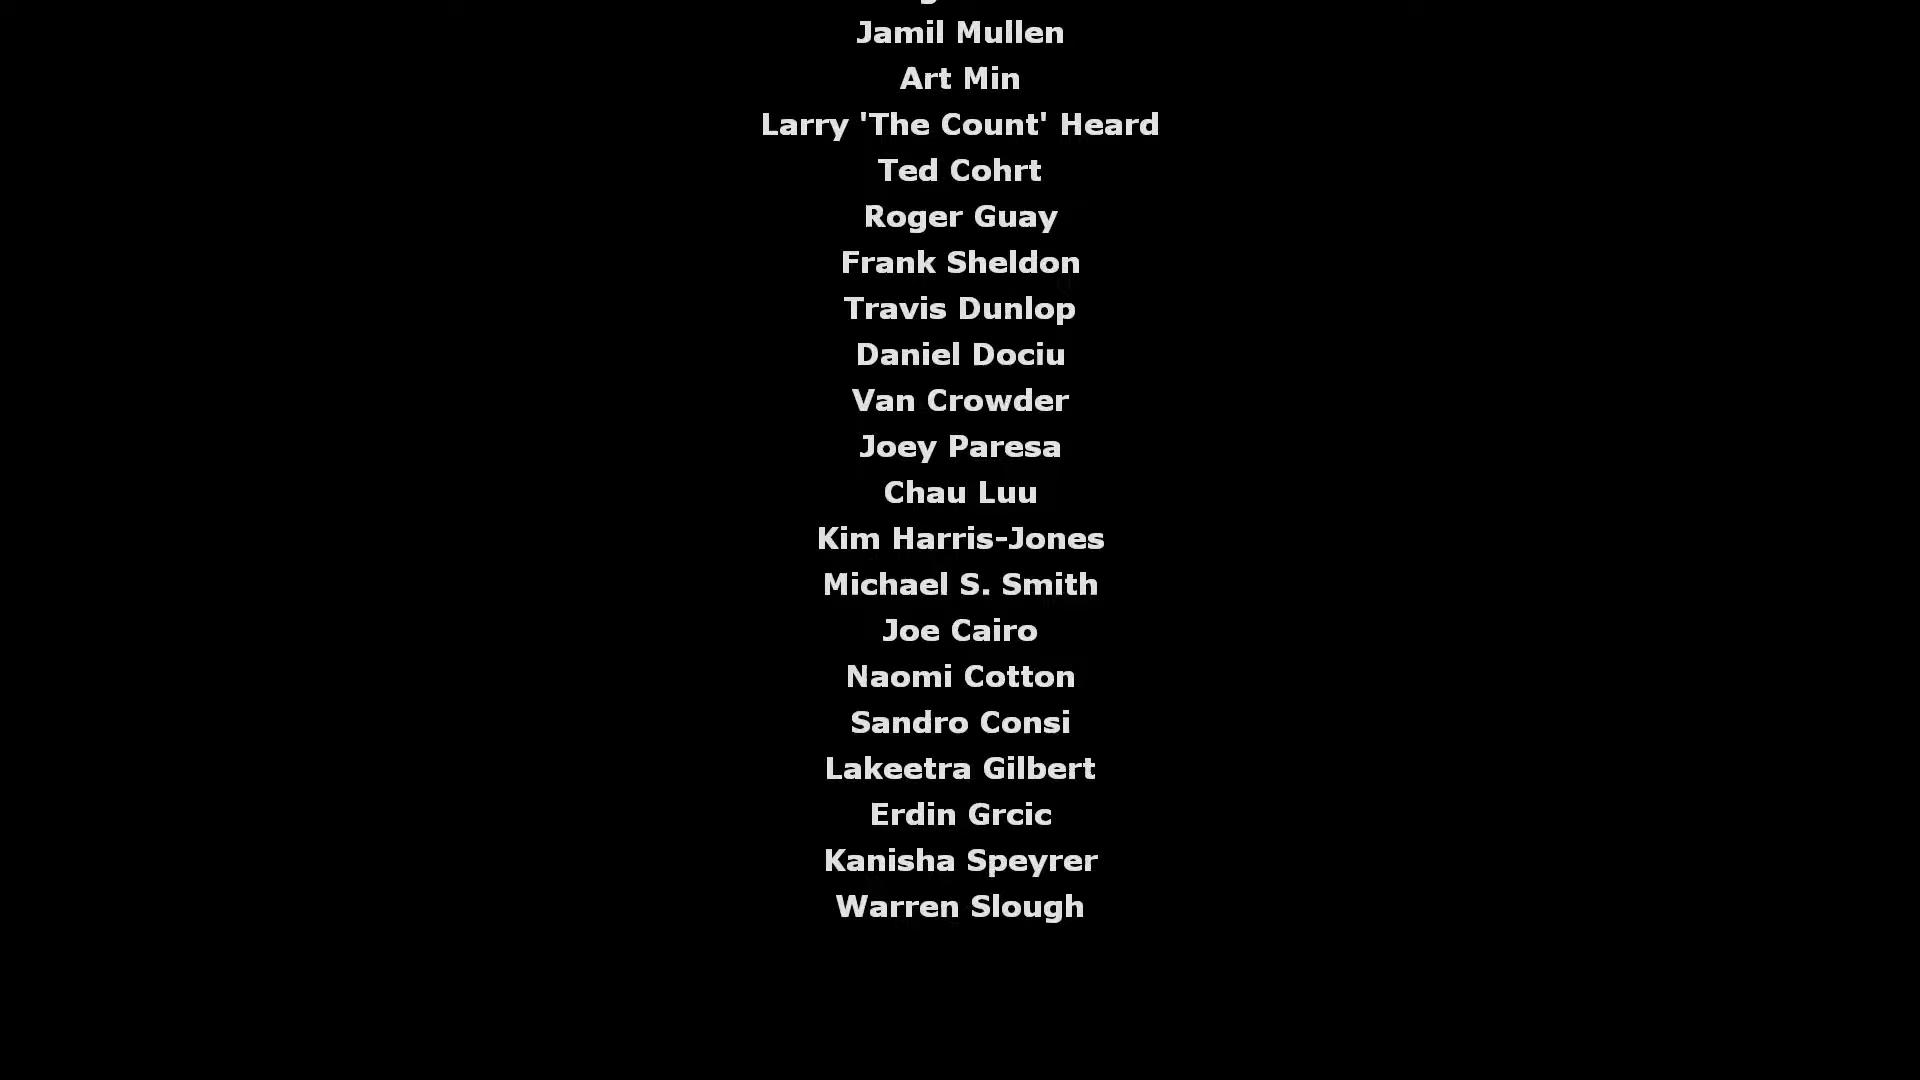 Jamil Mullen
Art Min
Larry 'The Count' Heard
Ted Cohrt
Roger Guay
Frank Sheldon
Travis Dunlop
Daniel Dociu
Van Crowder
Joey Paresa
Chau Luu
Kim Harris-Jones
Michael S. Smith
Joe Cairo
Naomi Cotton
Sandro Consi
Lakeetra Gilbert
Erdin Grcic
Kanisha Speyrer
Warren Slough